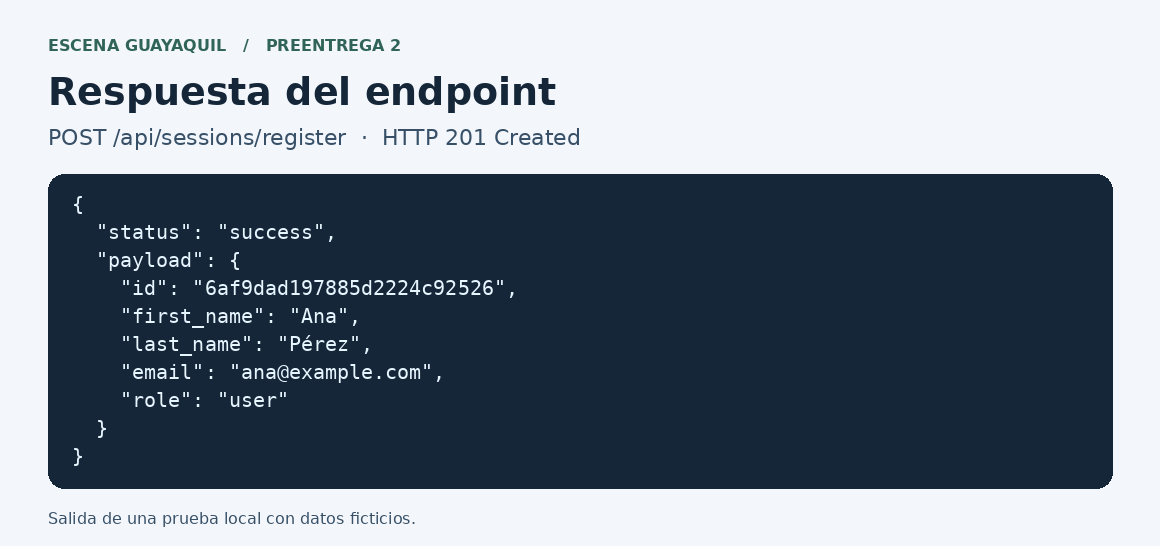 ESCENA GUAYAQUIL / PREENTREGA 2
Respuesta del endpoint
POST /api/sessions/register · HTTP 201 Created
{
  "status": "success",
  "payload": {
    "id": "6af9dad197885d2224c92526",
    "first_name": "Ana",
    "last_name": "Pérez",
    "email": "ana@example.com",
    "role": "user"
  }
}
Salida de una prueba local con datos ficticios.